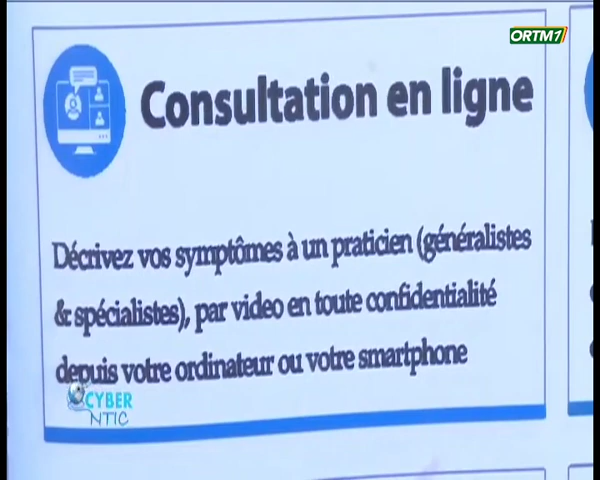 ORTM1
Consultation en ligne
Décrivez vos symptômes à un praticien (généralistes
& spécialistes), par video en toute confidentialité
depuis votre ordinateur ou votre smartphone
CYBER
NTIC